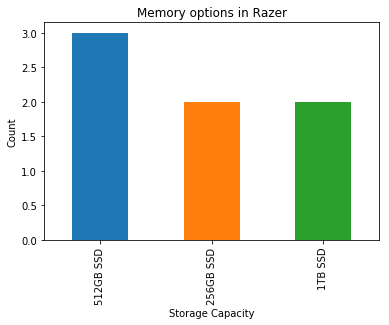 Memory options in Razer
3.0
2.5
2.0
1.5
1.0
0.5
0.0
Count
512GB SSD
256GB SSD
1TB SSD
Storage Capacity